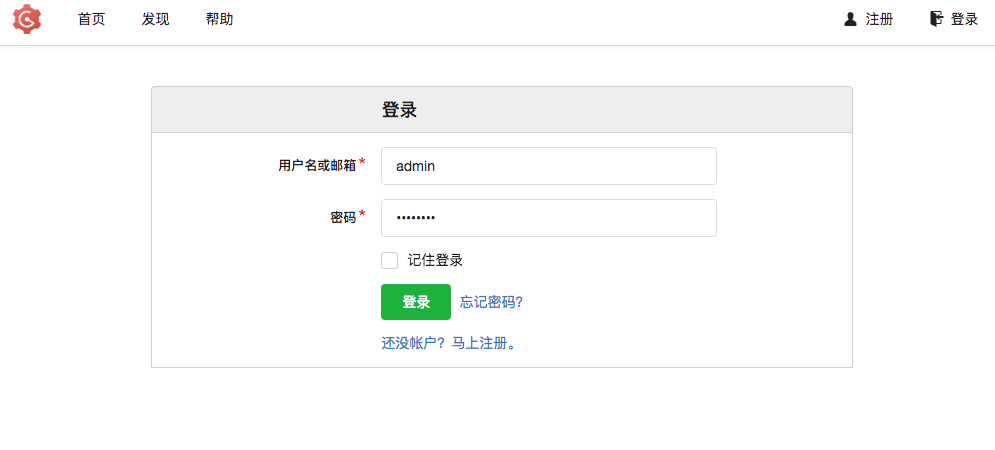 首页 发现 帮助 注册 登录
登录
用户名或邮箱* admin
密码* ••••••••
记住登录
登录 忘记密码?
还没帐户？马上注册。